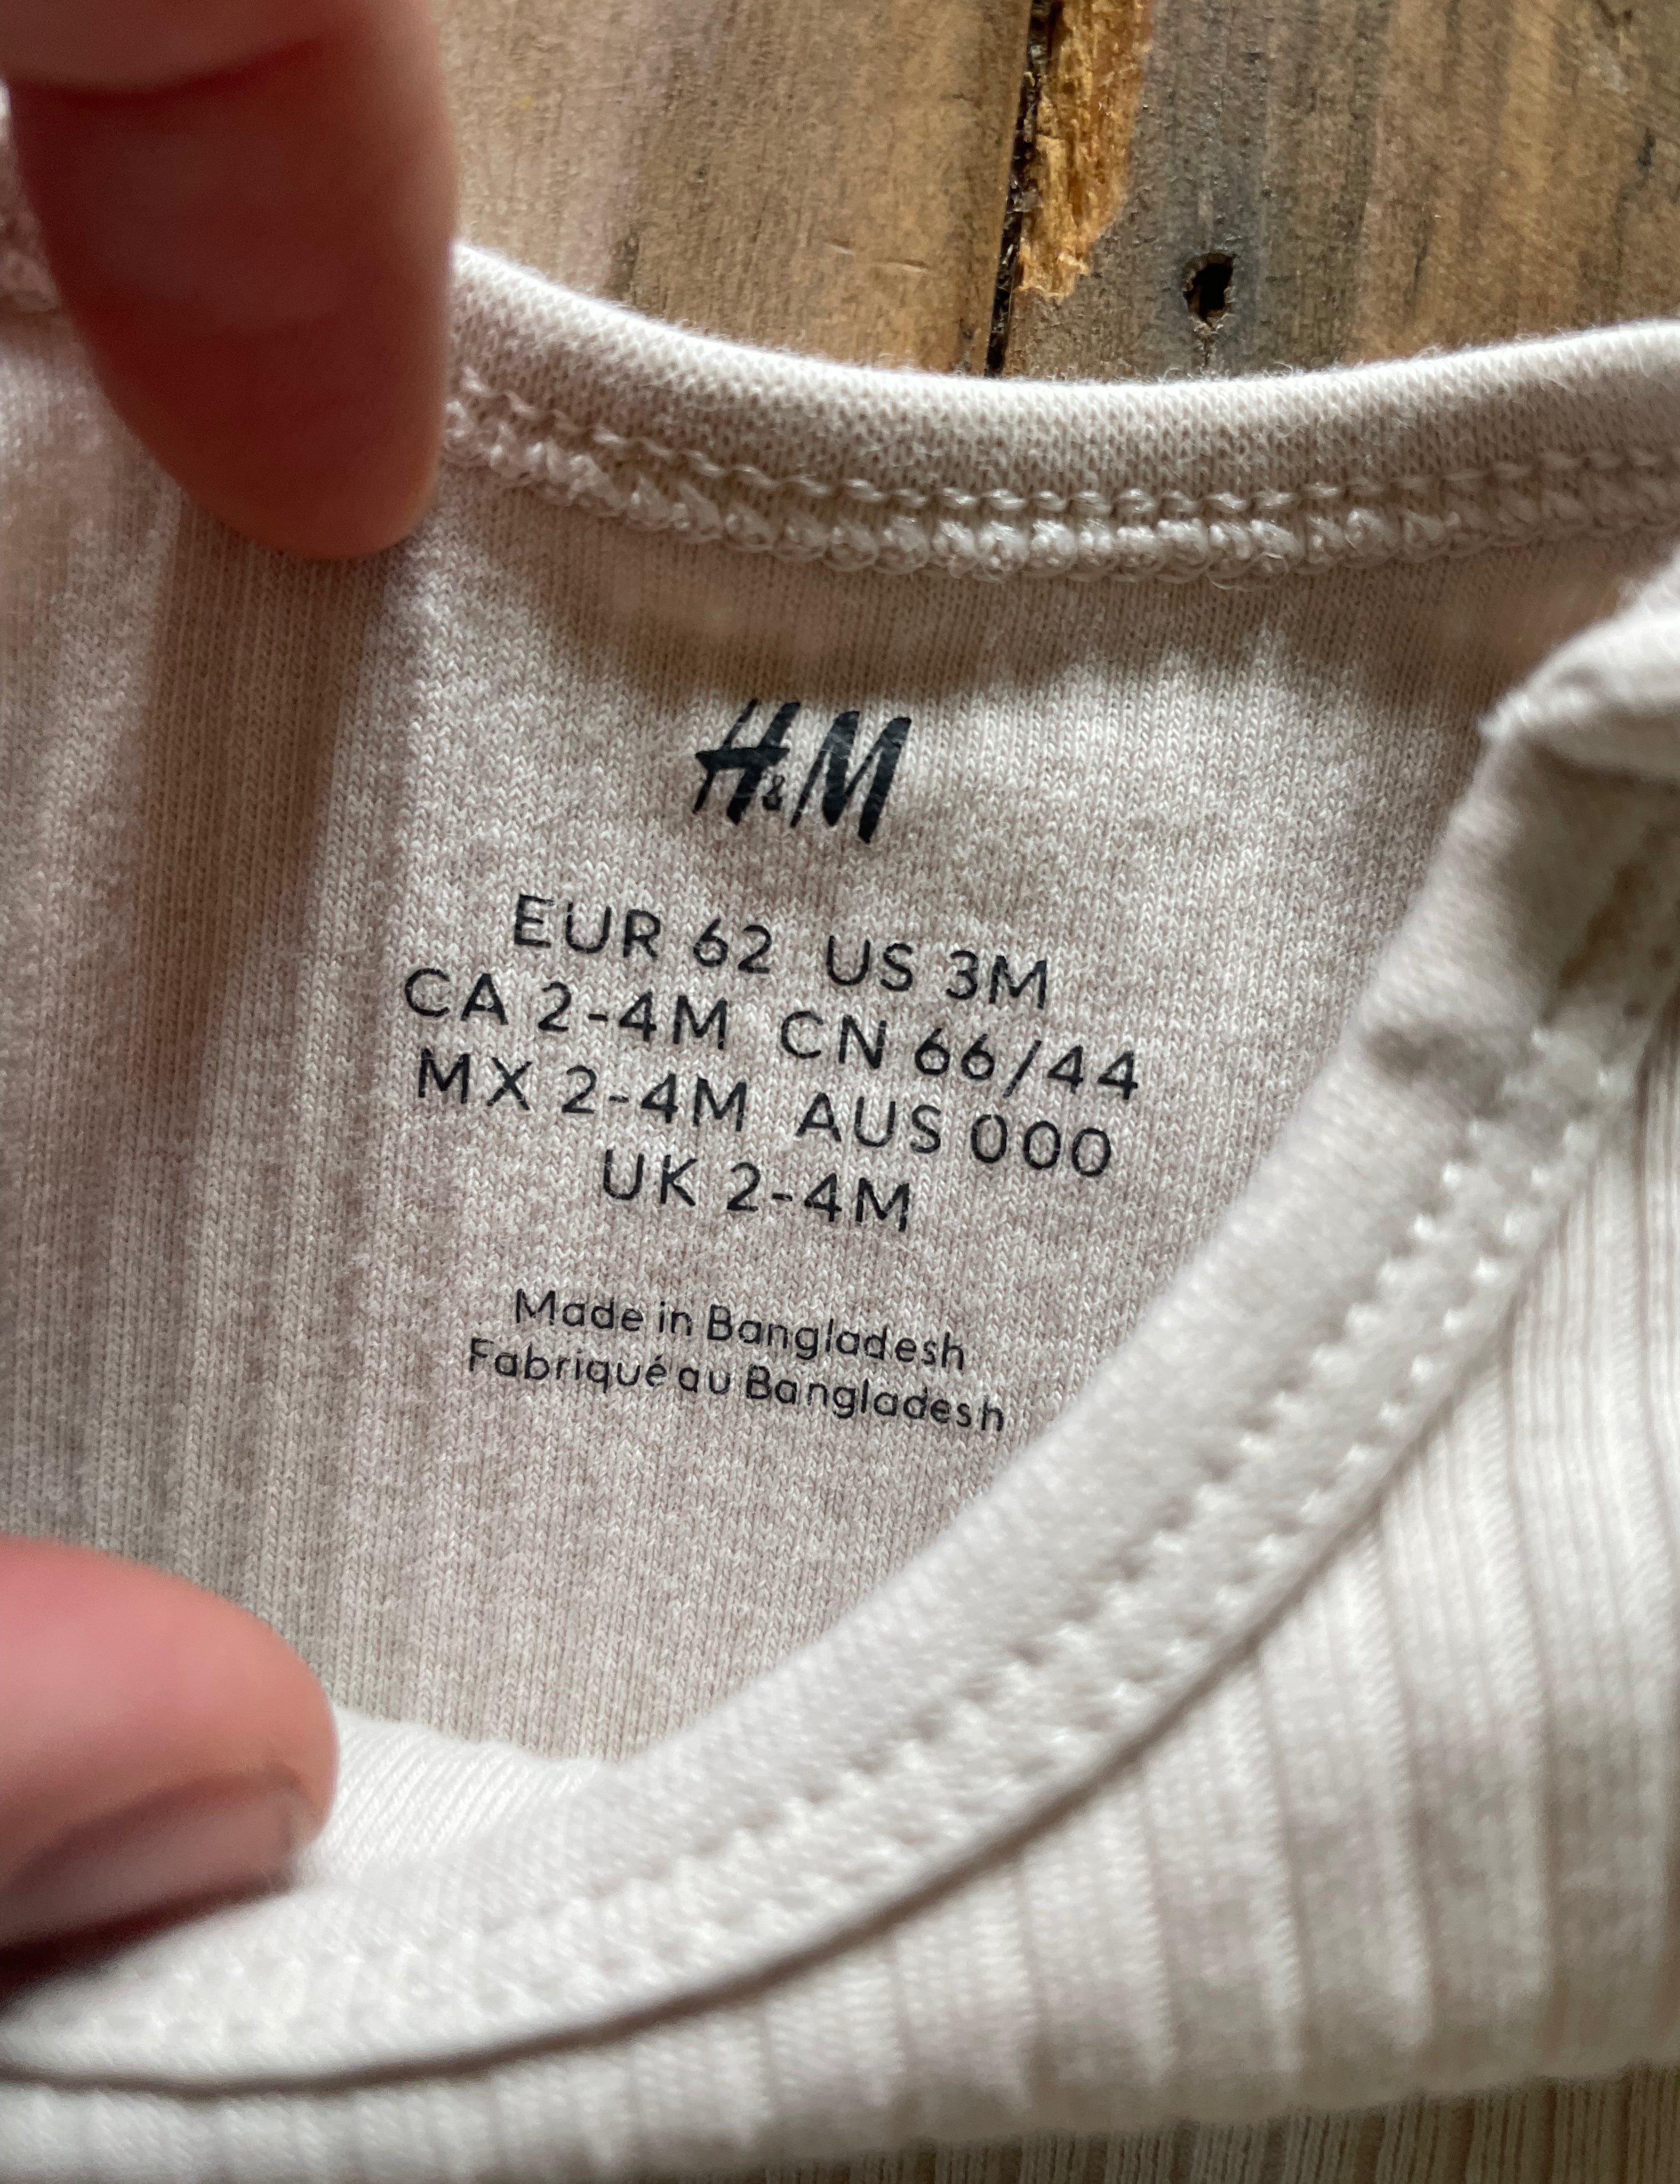 H&M
EUR 62 US 3M
CA 2-4M CN 66/44
MX 2-4M AUS 000
UK 2-4M
Made in Bangladesh
Fabriqué au Bangladesh